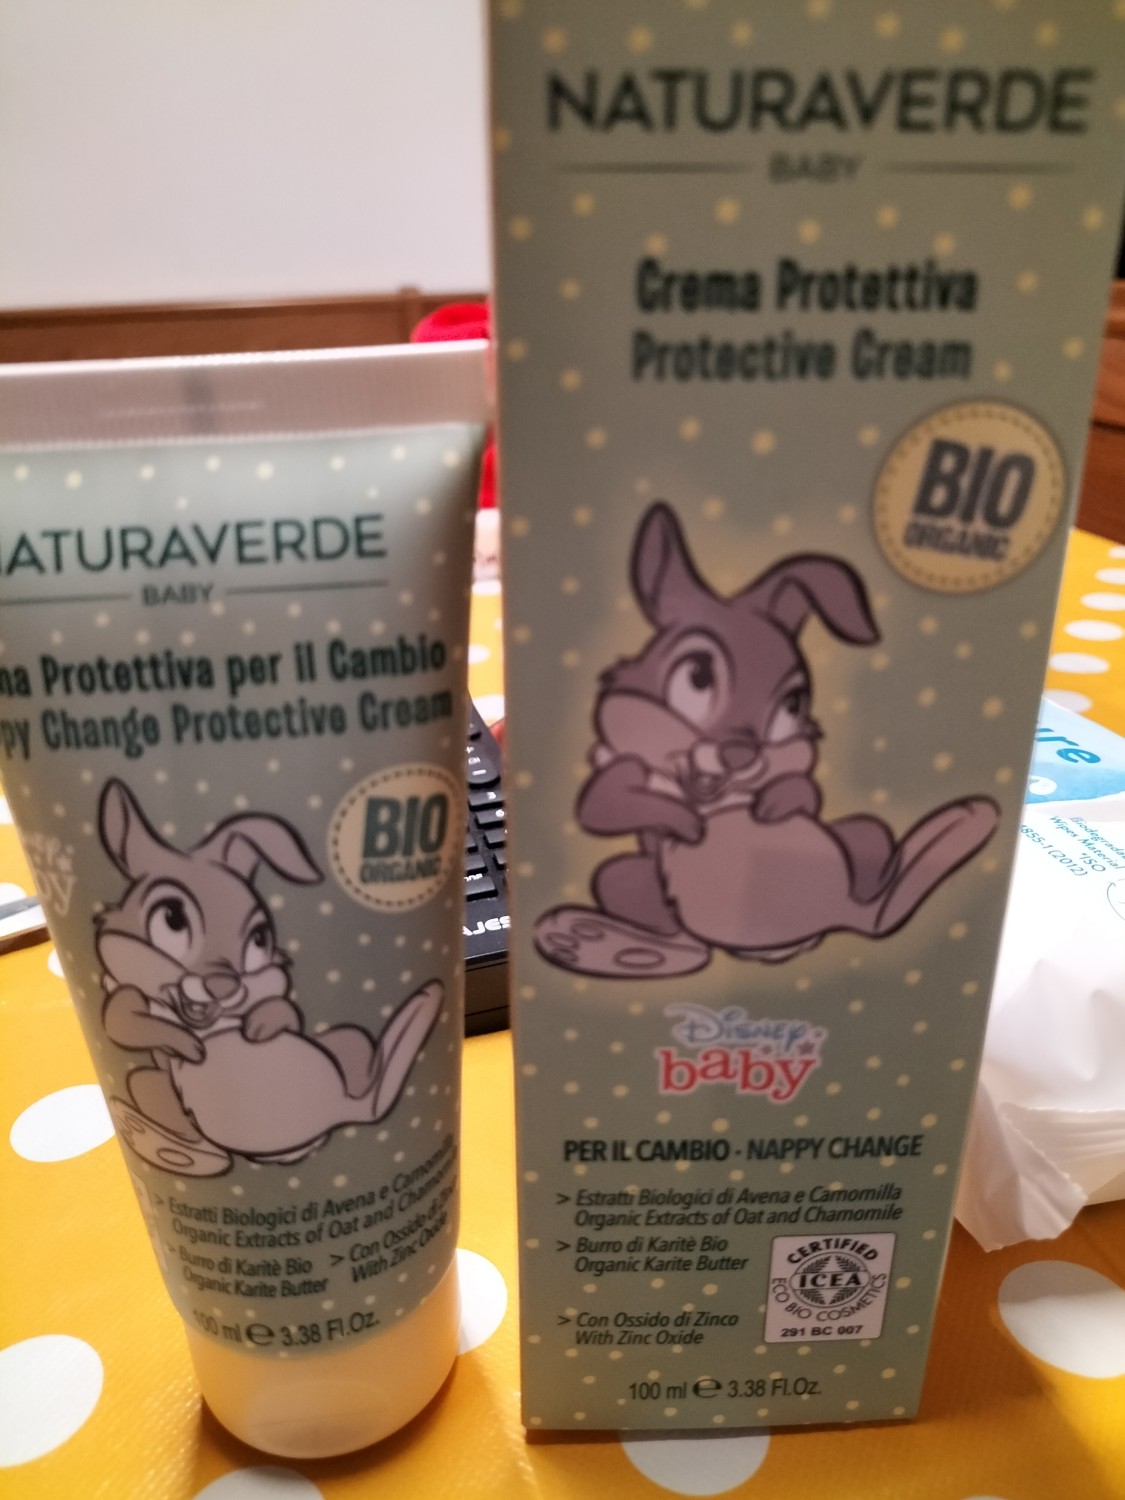 NATURAVERDE
BABY
Crema Protettiva
Protective Cream
BIO
ORGANIC
Disney
baby
PER IL CAMBIO - NAPPY CHANGE
> Estratti Biologici di Avena e Camomilla
Organic Extracts of Oat and Chamomile
> Burro di Karitè Bio
Organic Karite Butter
> Con Ossido di Zinco
With Zinc Oxide
CERTIFIED
ICEA
ECO BIO COSMETICS
291 BC 007
100 ml ℮ 3.38 Fl.Oz.
NATURAVERDE
BABY
Protettiva per il Cambio
Change Protective Cream
BIO
ORGANIC
> Estratti Biologici di Avena e Camomilla
Organic Extracts of Oat and Chamomile
> Burro di Karitè Bio
Organic Karite Butter
> Con Ossido di Zinco
With Zinc Oxide
100 ml ℮ 3.38 Fl.Oz.
Wipes Material
*ISO
(2012)